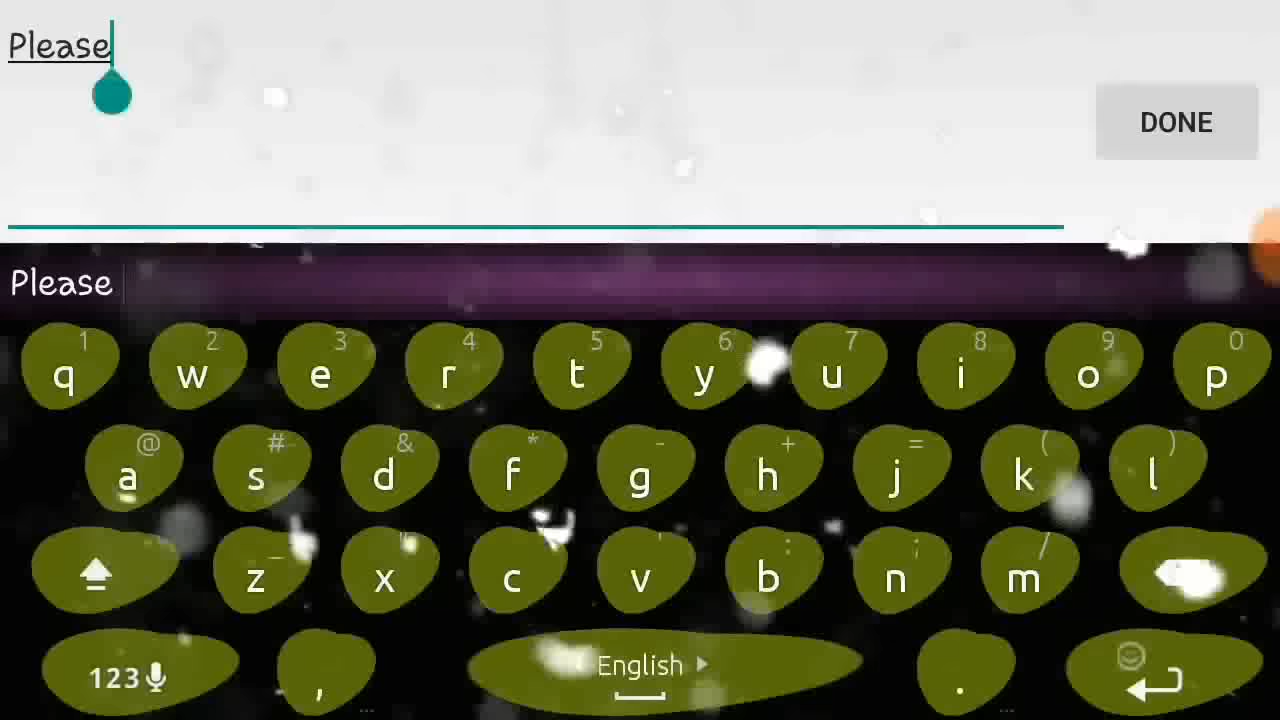 Please
DONE
Please
1 2 3 4 5 6 7 8 9 0
q w e r t y u i o p
@ # & * - + = ( )
a s d f g h j k l
_ " ' : ; /
z x c v b n m
123 , English .